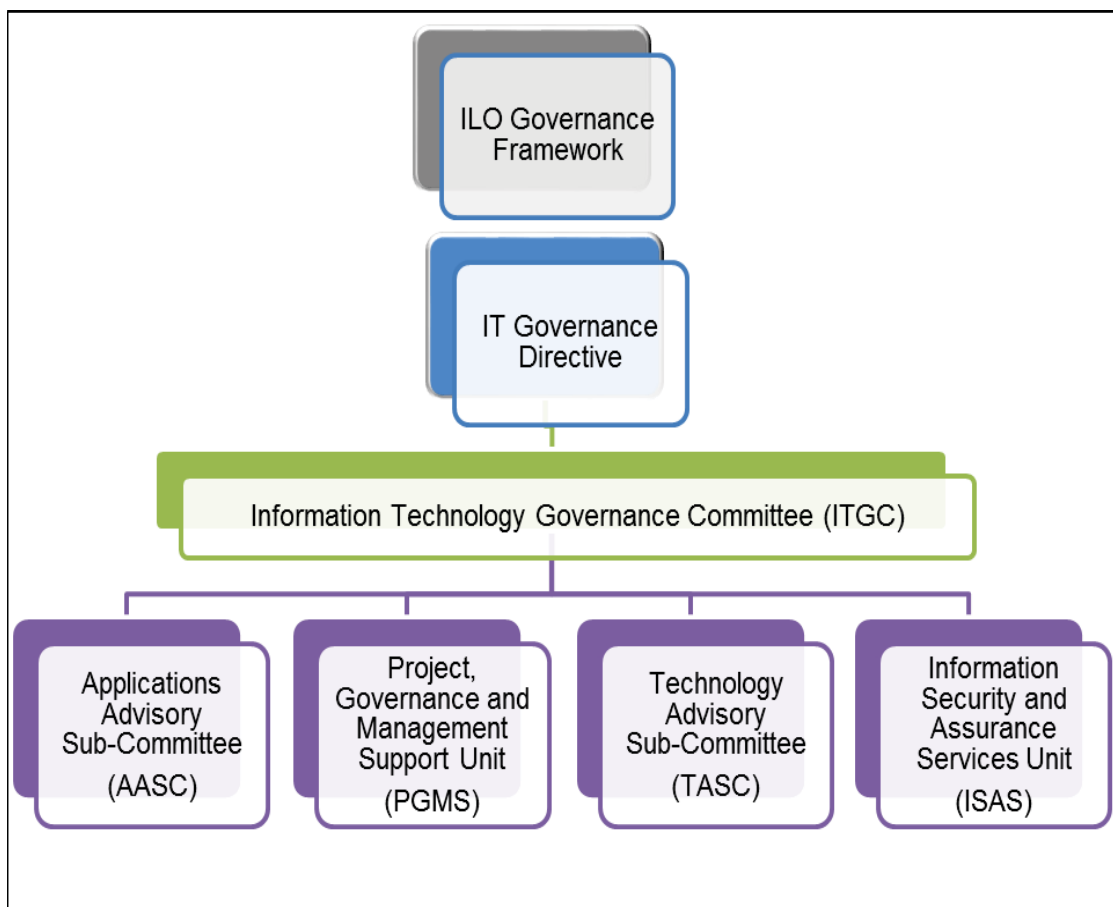 ILO Governance
Framework
IT Governance
Directive
Information Technology Governance Committee (ITGC)
Applications
Advisory
Sub-Committee
(AASC)
Project,
Governance and
Management
Support Unit
(PGMS)
Technology
Advisory
Sub-Committee
(TASC)
Information
Security and
Assurance
Services Unit
(ISAS)